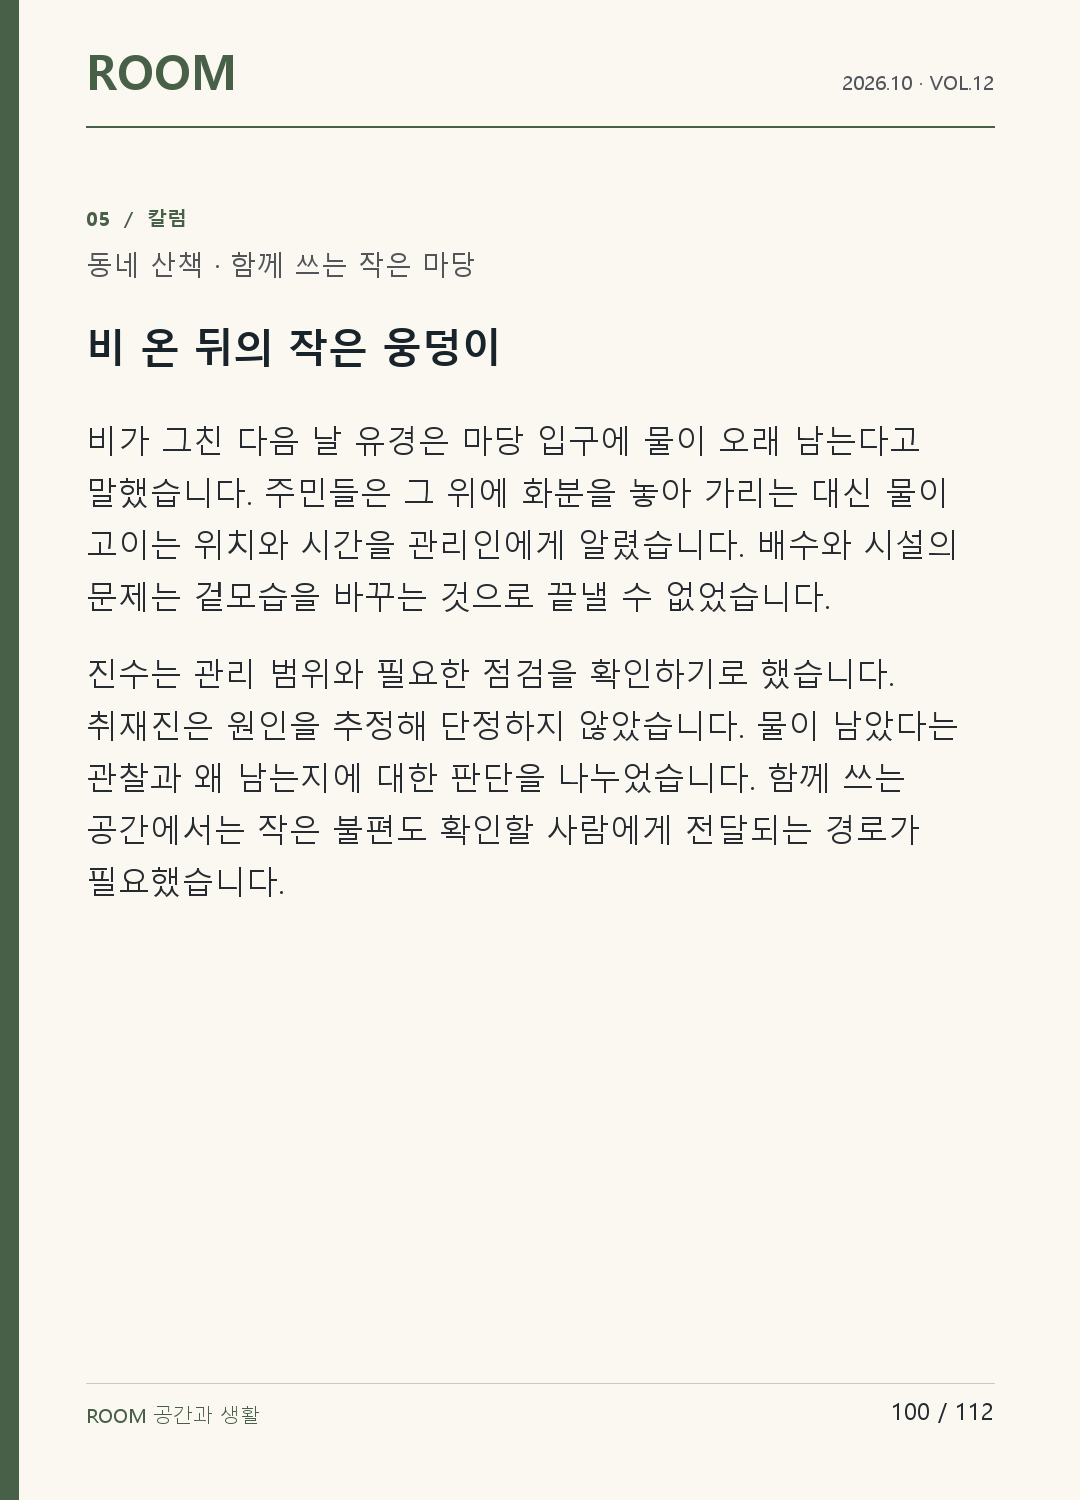 ROOM
2026.10 · VOL.12
05 / 칼럼
동네 산책 · 함께 쓰는 작은 마당
비 온 뒤의 작은 웅덩이
비가 그친 다음 날 유경은 마당 입구에 물이 오래 남는다고
말했습니다. 주민들은 그 위에 화분을 놓아 가리는 대신 물이
고이는 위치와 시간을 관리인에게 알렸습니다. 배수와 시설의
문제는 겉모습을 바꾸는 것으로 끝낼 수 없었습니다.
진수는 관리 범위와 필요한 점검을 확인하기로 했습니다.
취재진은 원인을 추정해 단정하지 않았습니다. 물이 남았다는
관찰과 왜 남는지에 대한 판단을 나누었습니다. 함께 쓰는
공간에서는 작은 불편도 확인할 사람에게 전달되는 경로가
필요했습니다.
ROOM 공간과 생활
100 / 112